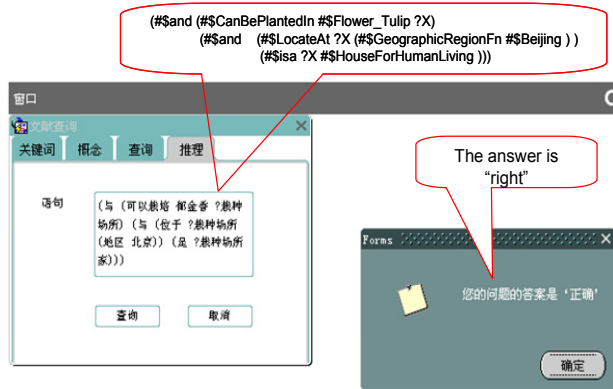 (#$and (#$CanBePlantedIn #$Flower_Tulip ?X)
(#$and (#$LocateAt ?X (#$GeographicRegionFn #$Beijing ) )
(#$isa ?X #$HouseForHumanLiving )))
窗口
文献查询
关键词 概念 查询 推理
The answer is
“right”
语句
(与 (可以栽培 郁金香 ?栽种
场所) (与 (位于 ?栽种场所
(地区 北京)) (是 ?栽种场所
家)))
查询 取消
Forms
您的问题的答案是‘正确’
确定